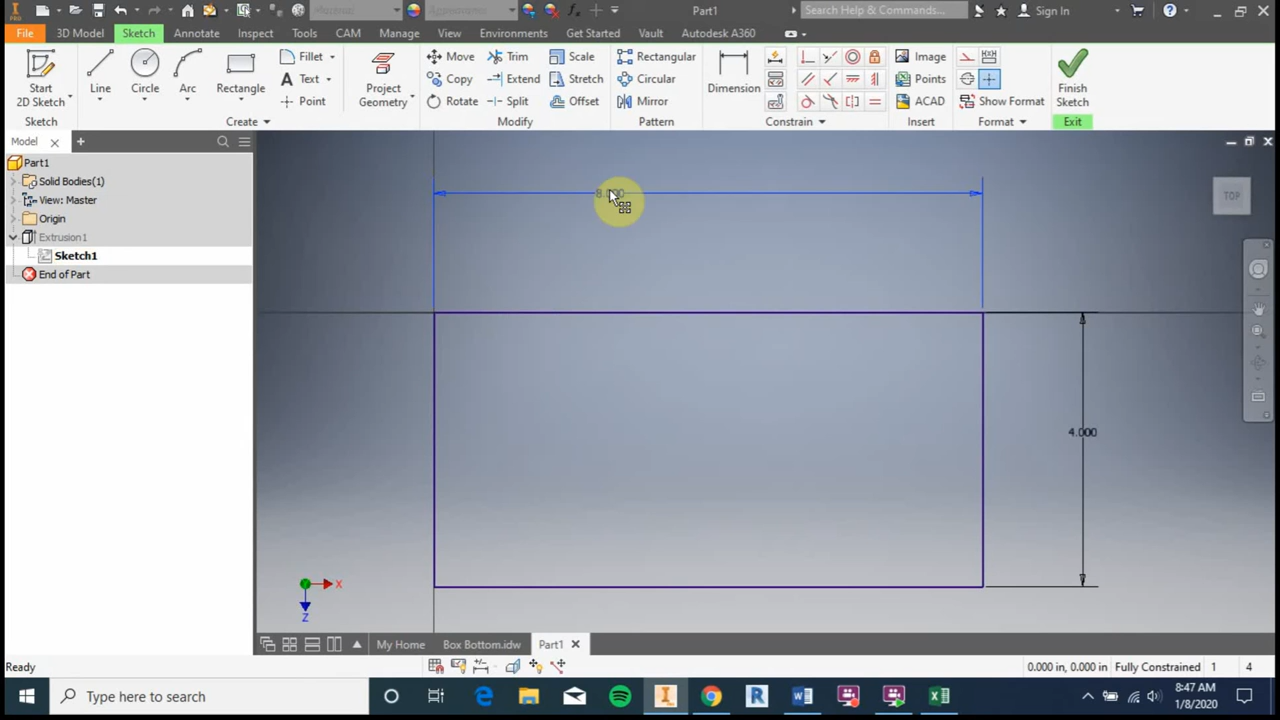 PRO
Material
Appearance
fx
Part1
Search Help & Commands...
Sign In
File
3D Model
Sketch
Annotate
Inspect
Tools
CAM
Manage
View
Environments
Get Started
Vault
Autodesk A360
Start
2D Sketch
Line
Circle
Arc
Rectangle
Fillet
Text
Point
Project
Geometry
Move
Copy
Rotate
Trim
Extend
Split
Scale
Stretch
Offset
Rectangular
Circular
Mirror
Dimension
Image
Points
ACAD
Show Format
Finish
Sketch
Sketch
Create
Modify
Pattern
Constrain
Insert
Format
Exit
Model
Part1
Solid Bodies(1)
View: Master
Origin
Extrusion1
Sketch1
End of Part
TOP
4.000
X
Z
My Home
Box Bottom.idw
Part1
Ready
0.000 in, 0.000 in
Fully Constrained
1
4
Type here to search
8:47 AM
1/8/2020